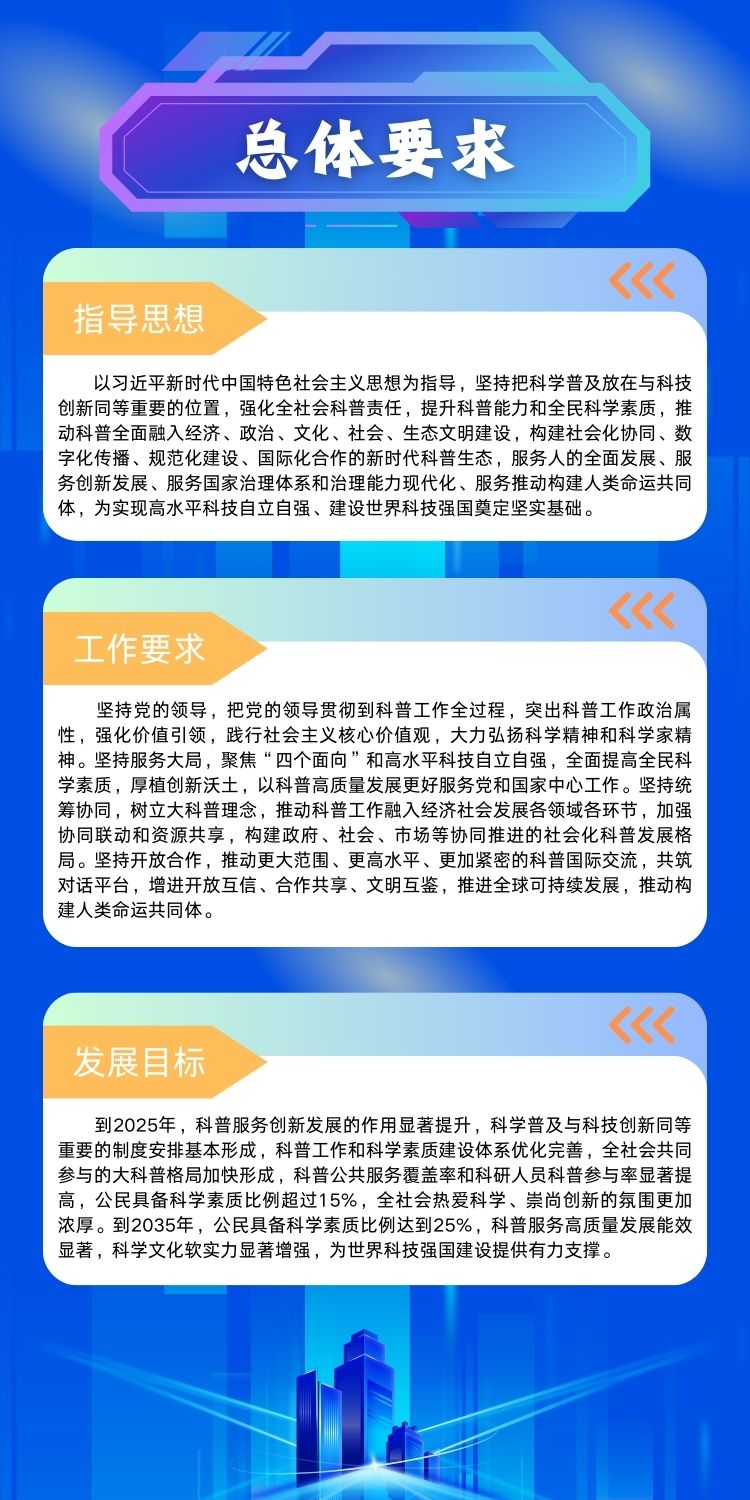 总体要求
指导思想
以习近平新时代中国特色社会主义思想为指导，坚持把科学普及放在与科技
创新同等重要的位置，强化全社会科普责任，提升科普能力和全民科学素质，推
动科普全面融入经济、政治、文化、社会、生态文明建设，构建社会化协同、数
字化传播、规范化建设、国际化合作的新时代科普生态，服务人的全面发展、服
务创新发展、服务国家治理体系和治理能力现代化、服务推动构建人类命运共同
体，为实现高水平科技自立自强、建设世界科技强国奠定坚实基础。
工作要求
坚持党的领导，把党的领导贯彻到科普工作全过程，突出科普工作政治属
性，强化价值引领，践行社会主义核心价值观，大力弘扬科学精神和科学家精
神。坚持服务大局，聚焦“四个面向”和高水平科技自立自强，全面提高全民科
学素质，厚植创新沃土，以科普高质量发展更好服务党和国家中心工作。坚持统
筹协同，树立大科普理念，推动科普工作融入经济社会发展各领域各环节，加强
协同联动和资源共享，构建政府、社会、市场等协同推进的社会化科普发展格
局。坚持开放合作，推动更大范围、更高水平、更加紧密的科普国际交流，共筑
对话平台，增进开放互信、合作共享、文明互鉴，推进全球可持续发展，推动构
建人类命运共同体。
发展目标
到2025年，科普服务创新发展的作用显著提升，科学普及与科技创新同等
重要的制度安排基本形成，科普工作和科学素质建设体系优化完善，全社会共同
参与的大科普格局加快形成，科普公共服务覆盖率和科研人员科普参与率显著提
高，公民具备科学素质比例超过15%，全社会热爱科学、崇尚创新的氛围更加
浓厚。到2035年，公民具备科学素质比例达到25%，科普服务高质量发展能效
显著，科学文化软实力显著增强，为世界科技强国建设提供有力支撑。